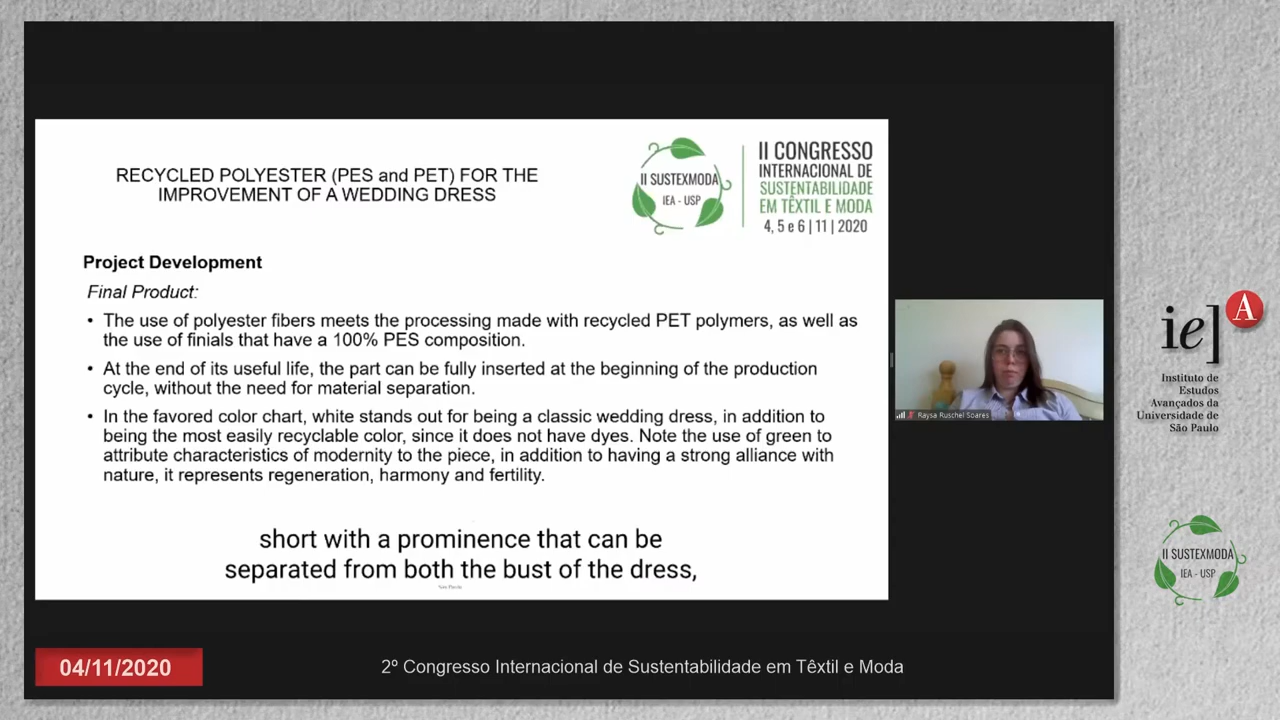 RECYCLED POLYESTER (PES and PET) FOR THE
IMPROVEMENT OF A WEDDING DRESS
II SUSTEXMODA
IEA - USP
II CONGRESSO
INTERNACIONAL DE
SUSTENTABILIDADE
EM TÊXTIL E MODA
4, 5 e 6 | 11 | 2020
Project Development
Final Product:
• The use of polyester fibers meets the processing made with recycled PET polymers, as well as
the use of finials that have a 100% PES composition.
• At the end of its useful life, the part can be fully inserted at the beginning of the production
cycle, without the need for material separation.
• In the favored color chart, white stands out for being a classic wedding dress, in addition to
being the most easily recyclable color, since it does not have dyes. Note the use of green to
attribute characteristics of modernity to the piece, in addition to having a strong alliance with
nature, it represents regeneration, harmony and fertility.
short with a prominence that can be
separated from both the bust of the dress,
Raysa Ruschel Soares
ie] A
Instituto de
Estudos
Avançados da
Universidade de
São Paulo
II SUSTEXMODA
IEA - USP
04/11/2020
2º Congresso Internacional de Sustentabilidade em Têxtil e Moda